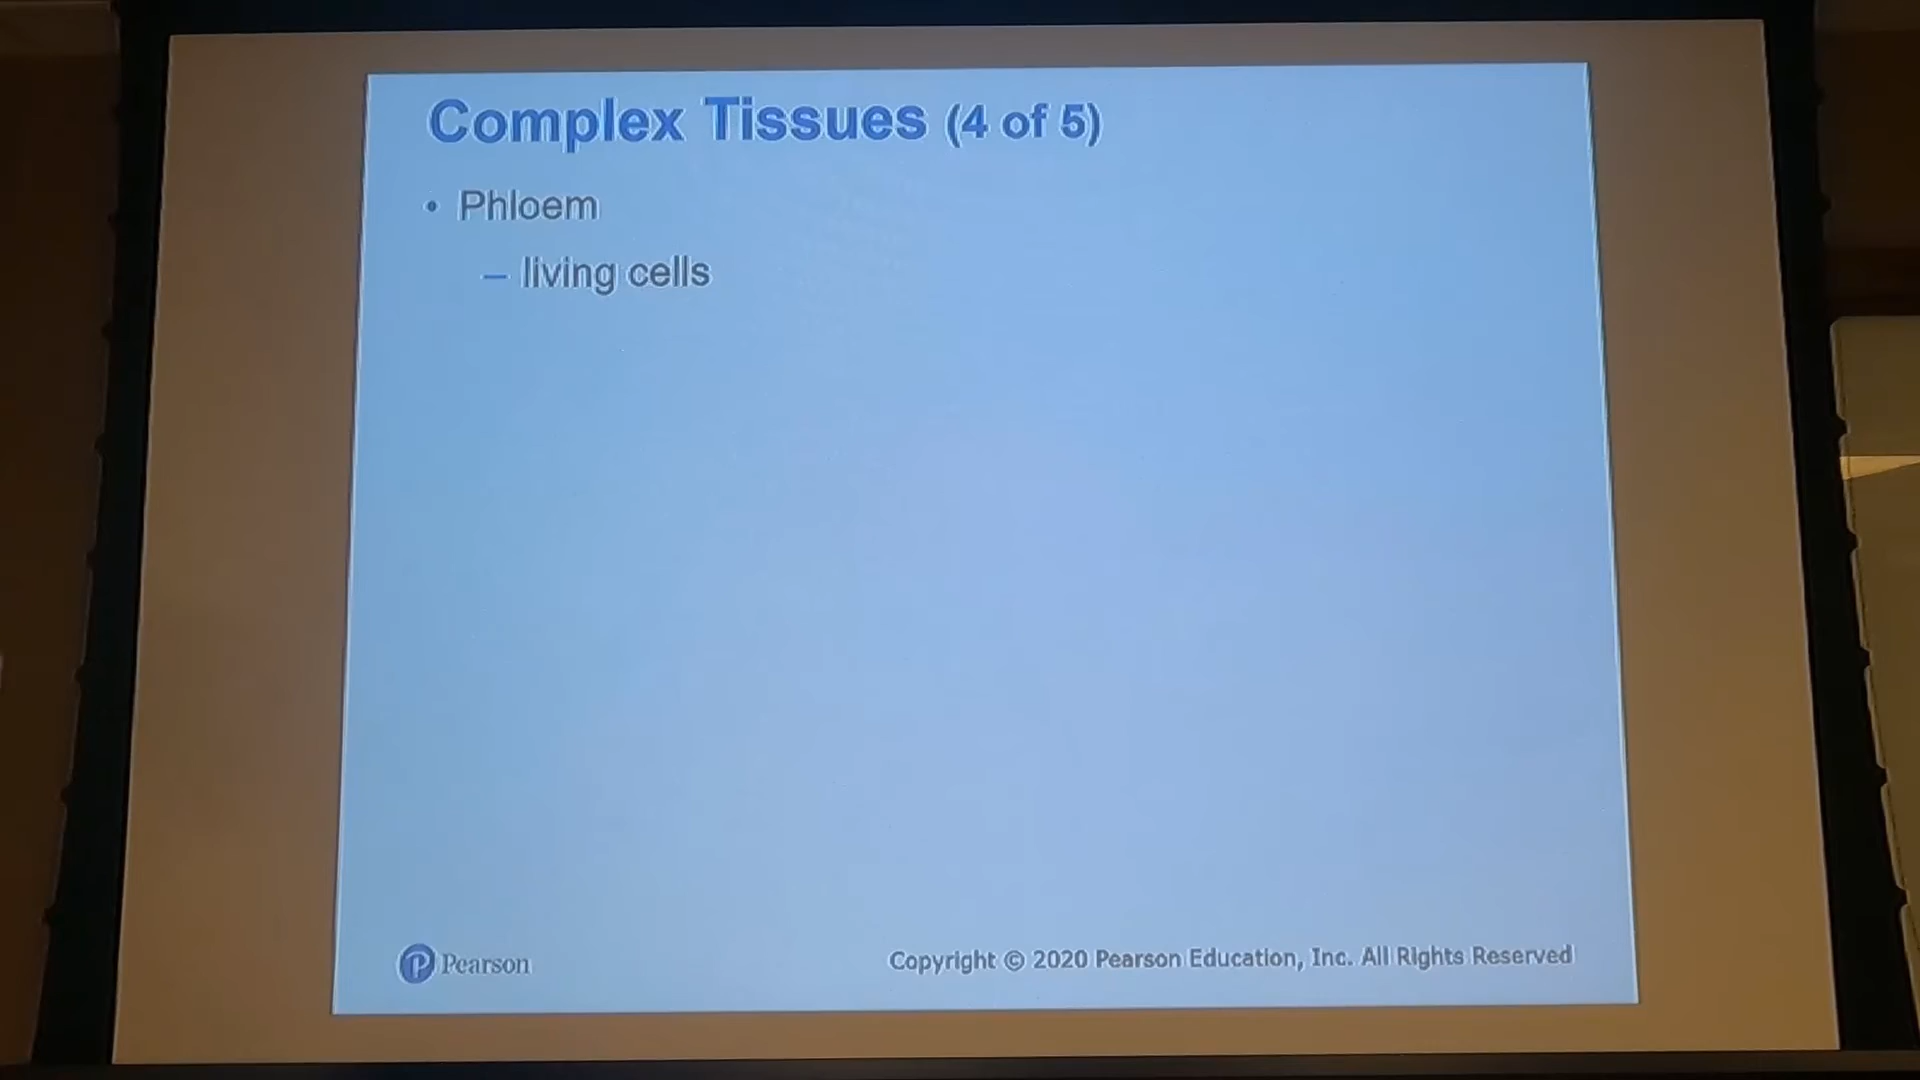 Complex Tissues (4 of 5)
• Phloem
– living cells
Pearson
Copyright © 2020 Pearson Education, Inc. All Rights Reserved